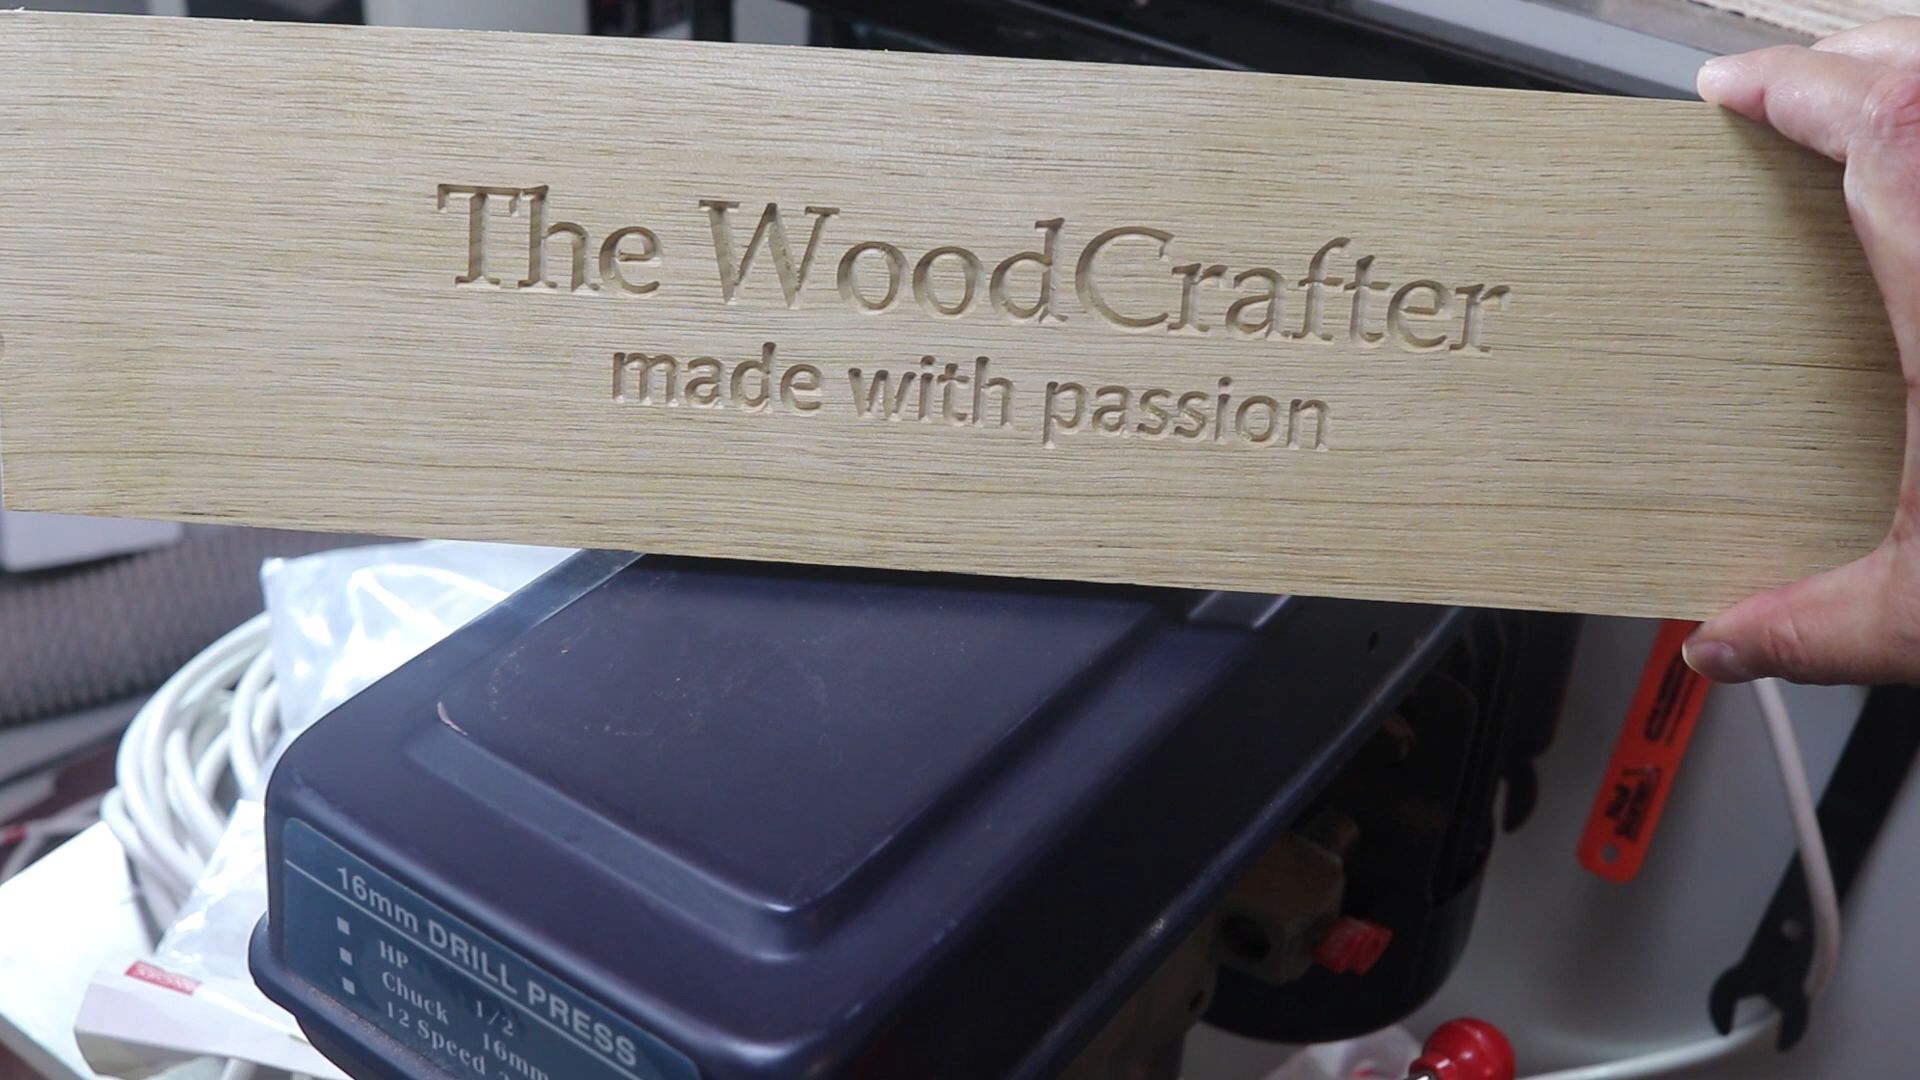 The WoodCrafter
made with passion
16mm DRILL PRESS
HP 1/2
Chuck 16mm
12 Speed